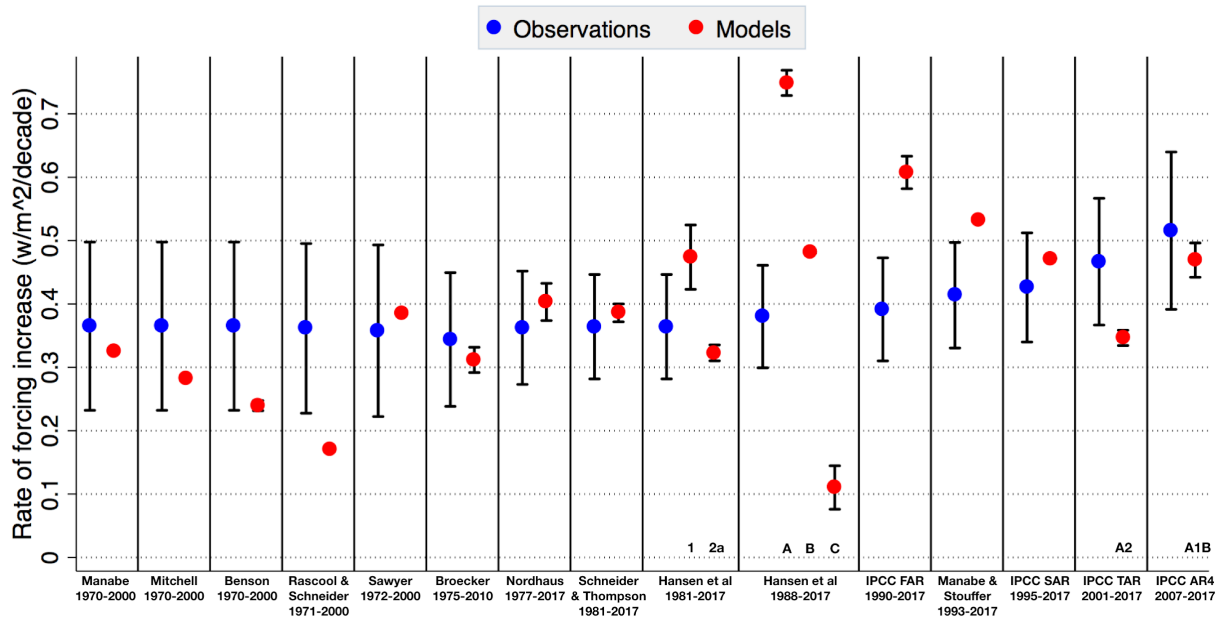 Observations Models
Rate of forcing increase (w/m^2/decade)
0.7
0.6
0.5
0.4
0.3
0.2
0.1
0
1 2a A B C A2 A1B
Manabe
1970-2000
Mitchell
1970-2000
Benson
1970-2000
Rascool &
Schneider
1971-2000
Sawyer
1972-2000
Broecker
1975-2010
Nordhaus
1977-2017
Schneider
& Thompson
1981-2017
Hansen et al
1981-2017
Hansen et al
1988-2017
IPCC FAR
1990-2017
Manabe &
Stouffer
1993-2017
IPCC SAR
1995-2017
IPCC TAR
2001-2017
IPCC AR4
2007-2017